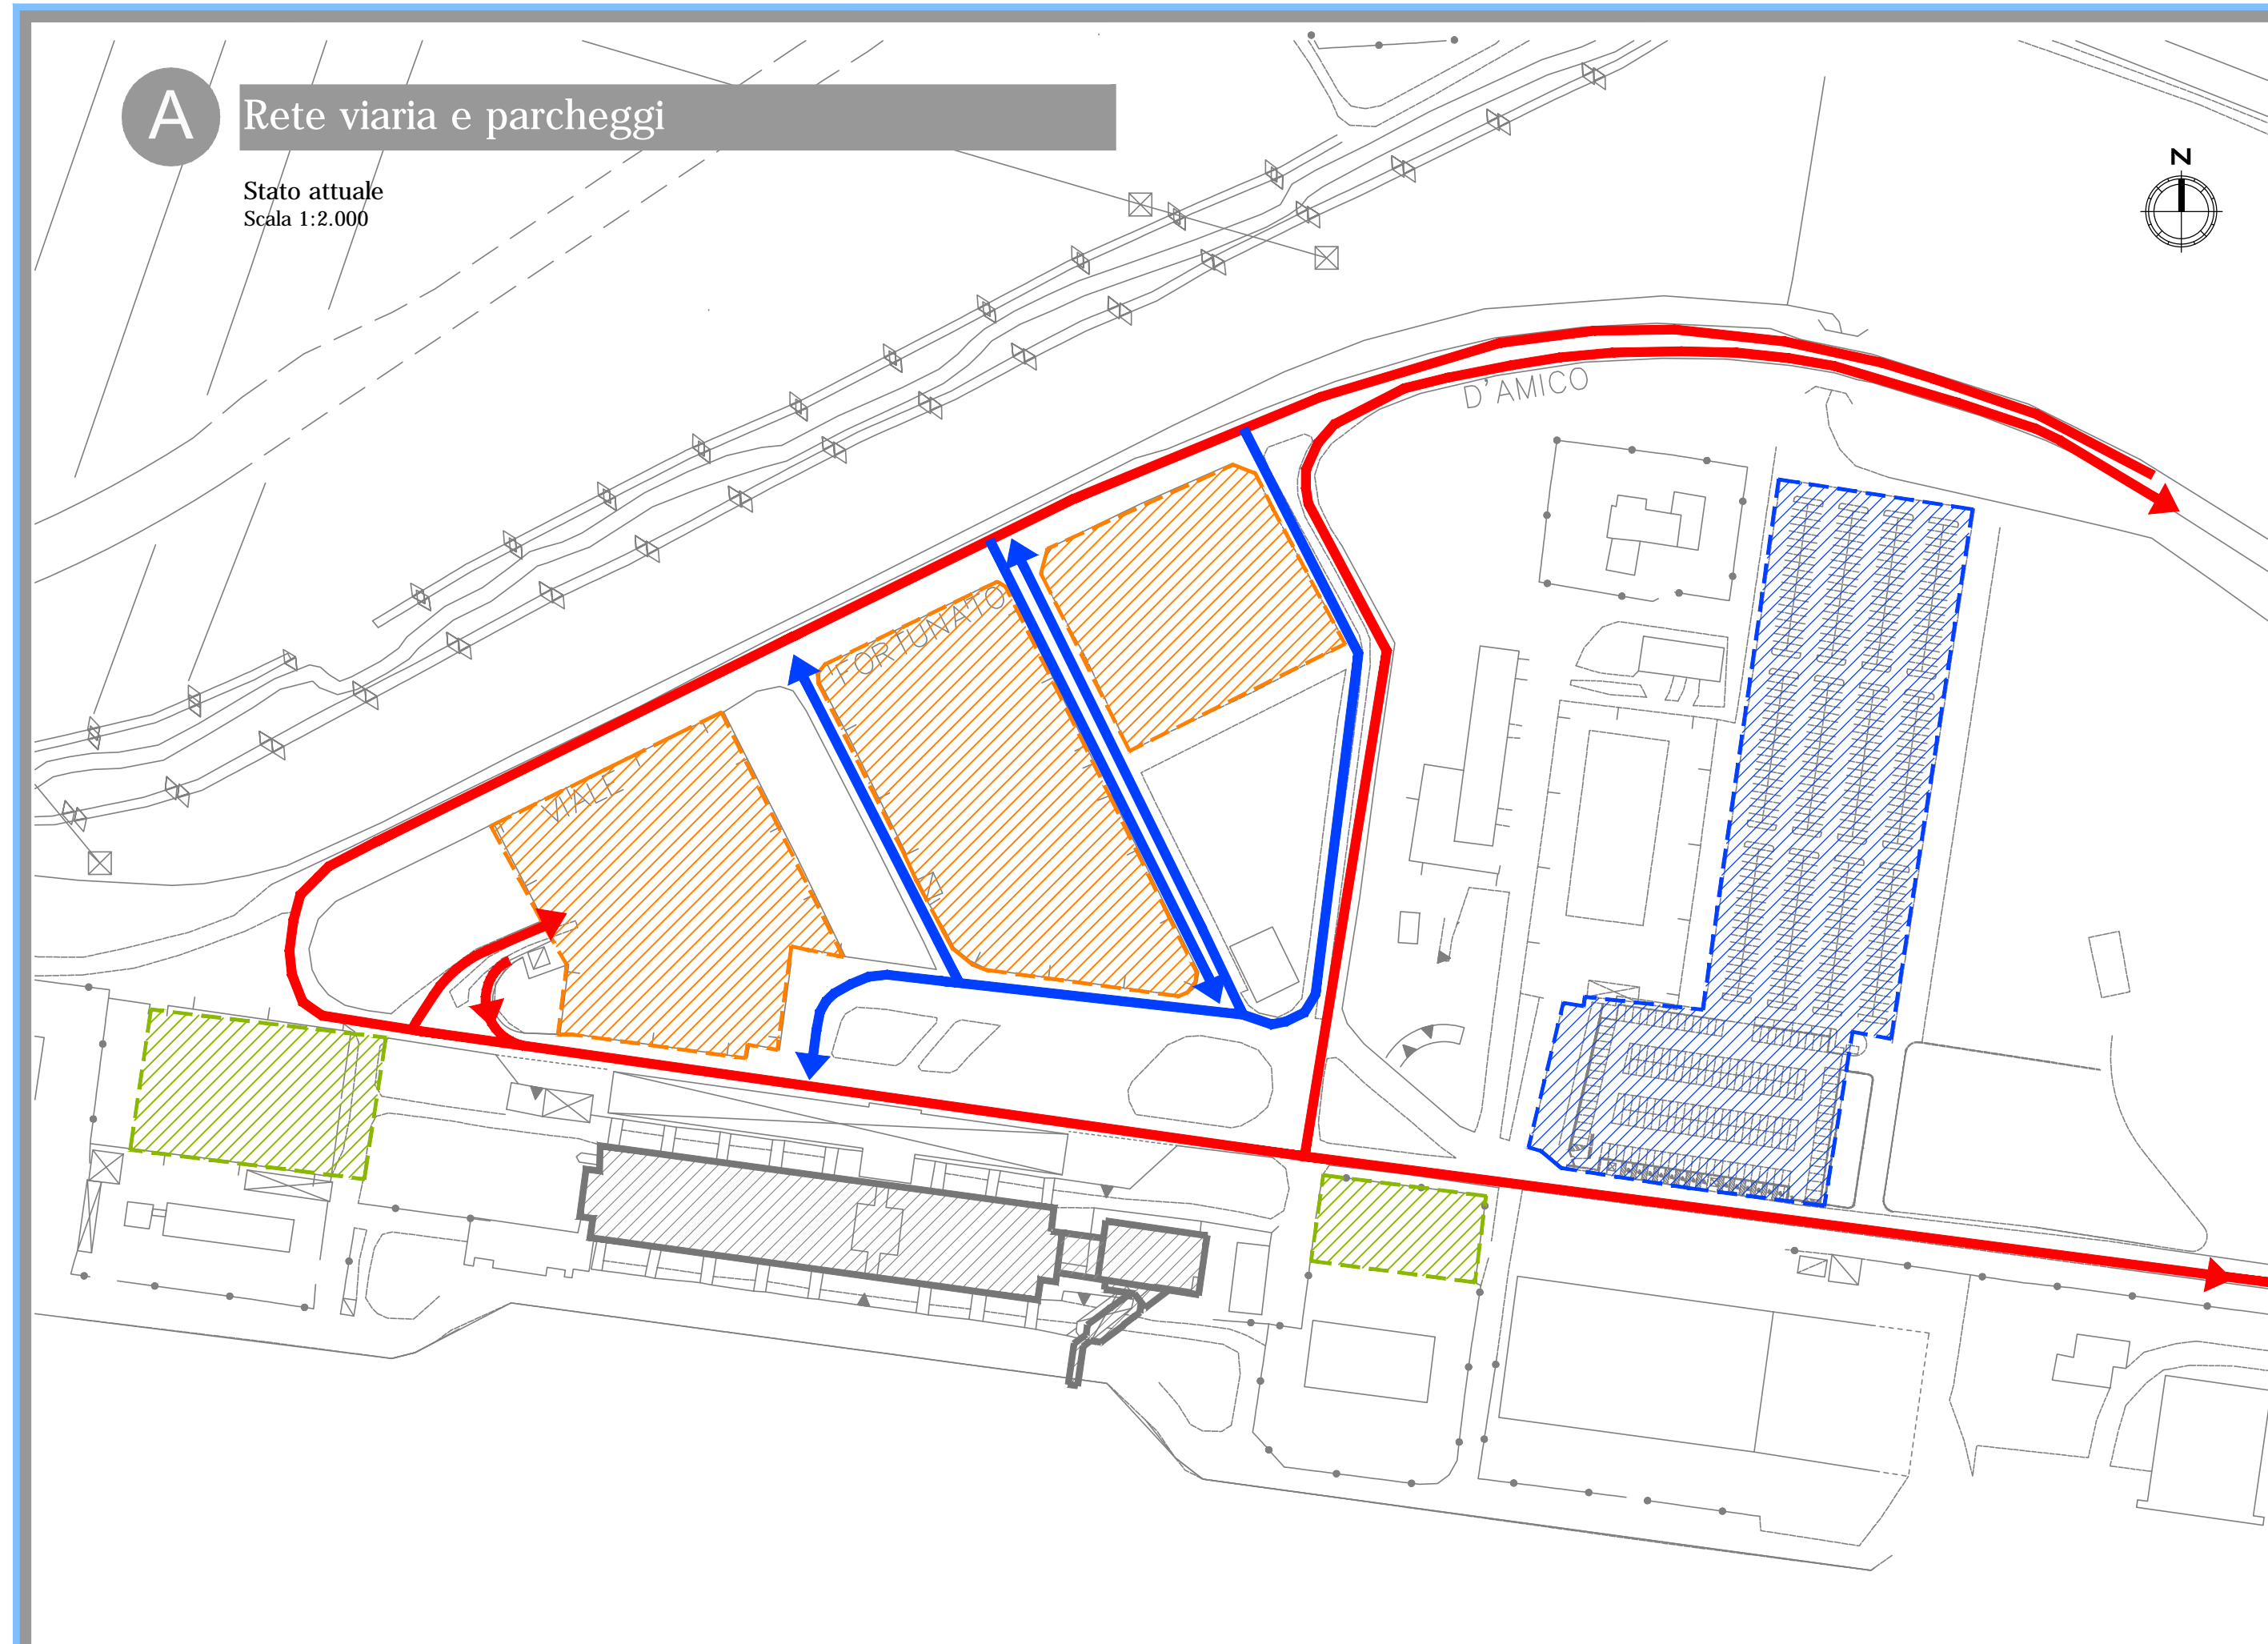 A
Rete viaria e parcheggi
Stato attuale
Scala 1:2.000
N
D'AMICO
FORTUNATO
VIALE